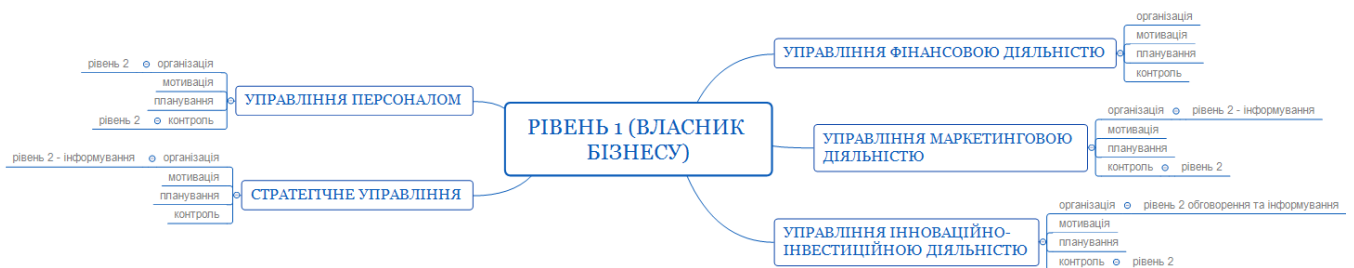 РІВЕНЬ 1 (ВЛАСНИК
БІЗНЕСУ)
УПРАВЛІННЯ ПЕРСОНАЛОМ
рівень 2 організація
мотивація
планування
рівень 2 контроль
СТРАТЕГІЧНЕ УПРАВЛІННЯ
рівень 2 - інформування організація
мотивація
планування
контроль
УПРАВЛІННЯ ФІНАНСОВОЮ ДІЯЛЬНІСТЮ
організація
мотивація
планування
контроль
УПРАВЛІННЯ МАРКЕТИНГОВОЮ
ДІЯЛЬНІСТЮ
організація рівень 2 - інформування
мотивація
планування
контроль рівень 2
УПРАВЛІННЯ ІННОВАЦІЙНО-
ІНВЕСТИЦІЙНОЮ ДІЯЛЬНІСТЮ
організація рівень 2 обговорення та інформування
мотивація
планування
контроль рівень 2